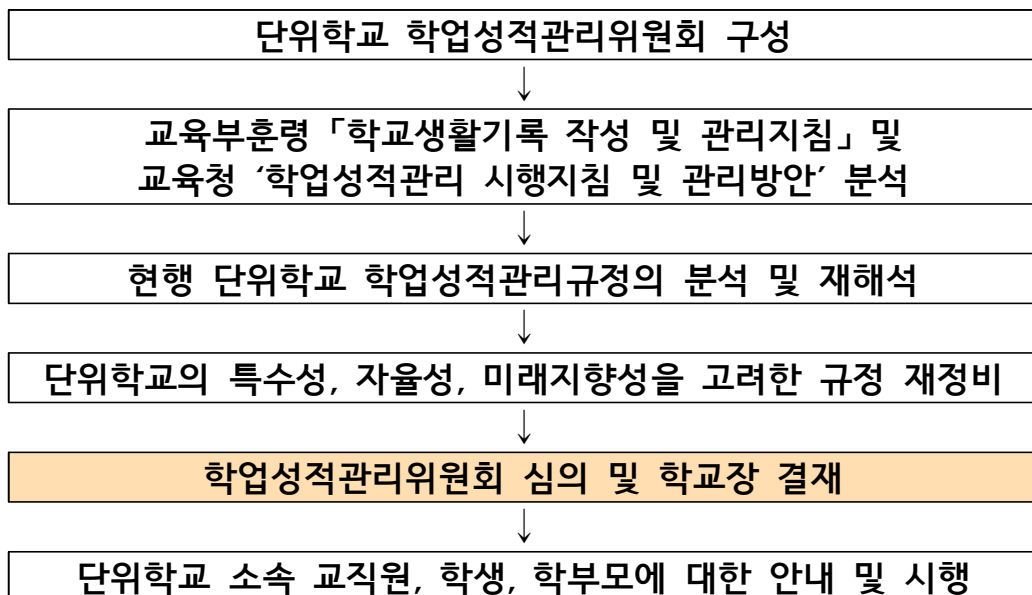 단위학교 학업성적관리위원회 구성
↓
교육부훈령 「학교생활기록 작성 및 관리지침」 및
교육청 ‘학업성적관리 시행지침 및 관리방안’ 분석
↓
현행 단위학교 학업성적관리규정의 분석 및 재해석
↓
단위학교의 특수성, 자율성, 미래지향성을 고려한 규정 재정비
↓
학업성적관리위원회 심의 및 학교장 결재
↓
단위학교 소속 교직원, 학생, 학부모에 대한 안내 및 시행